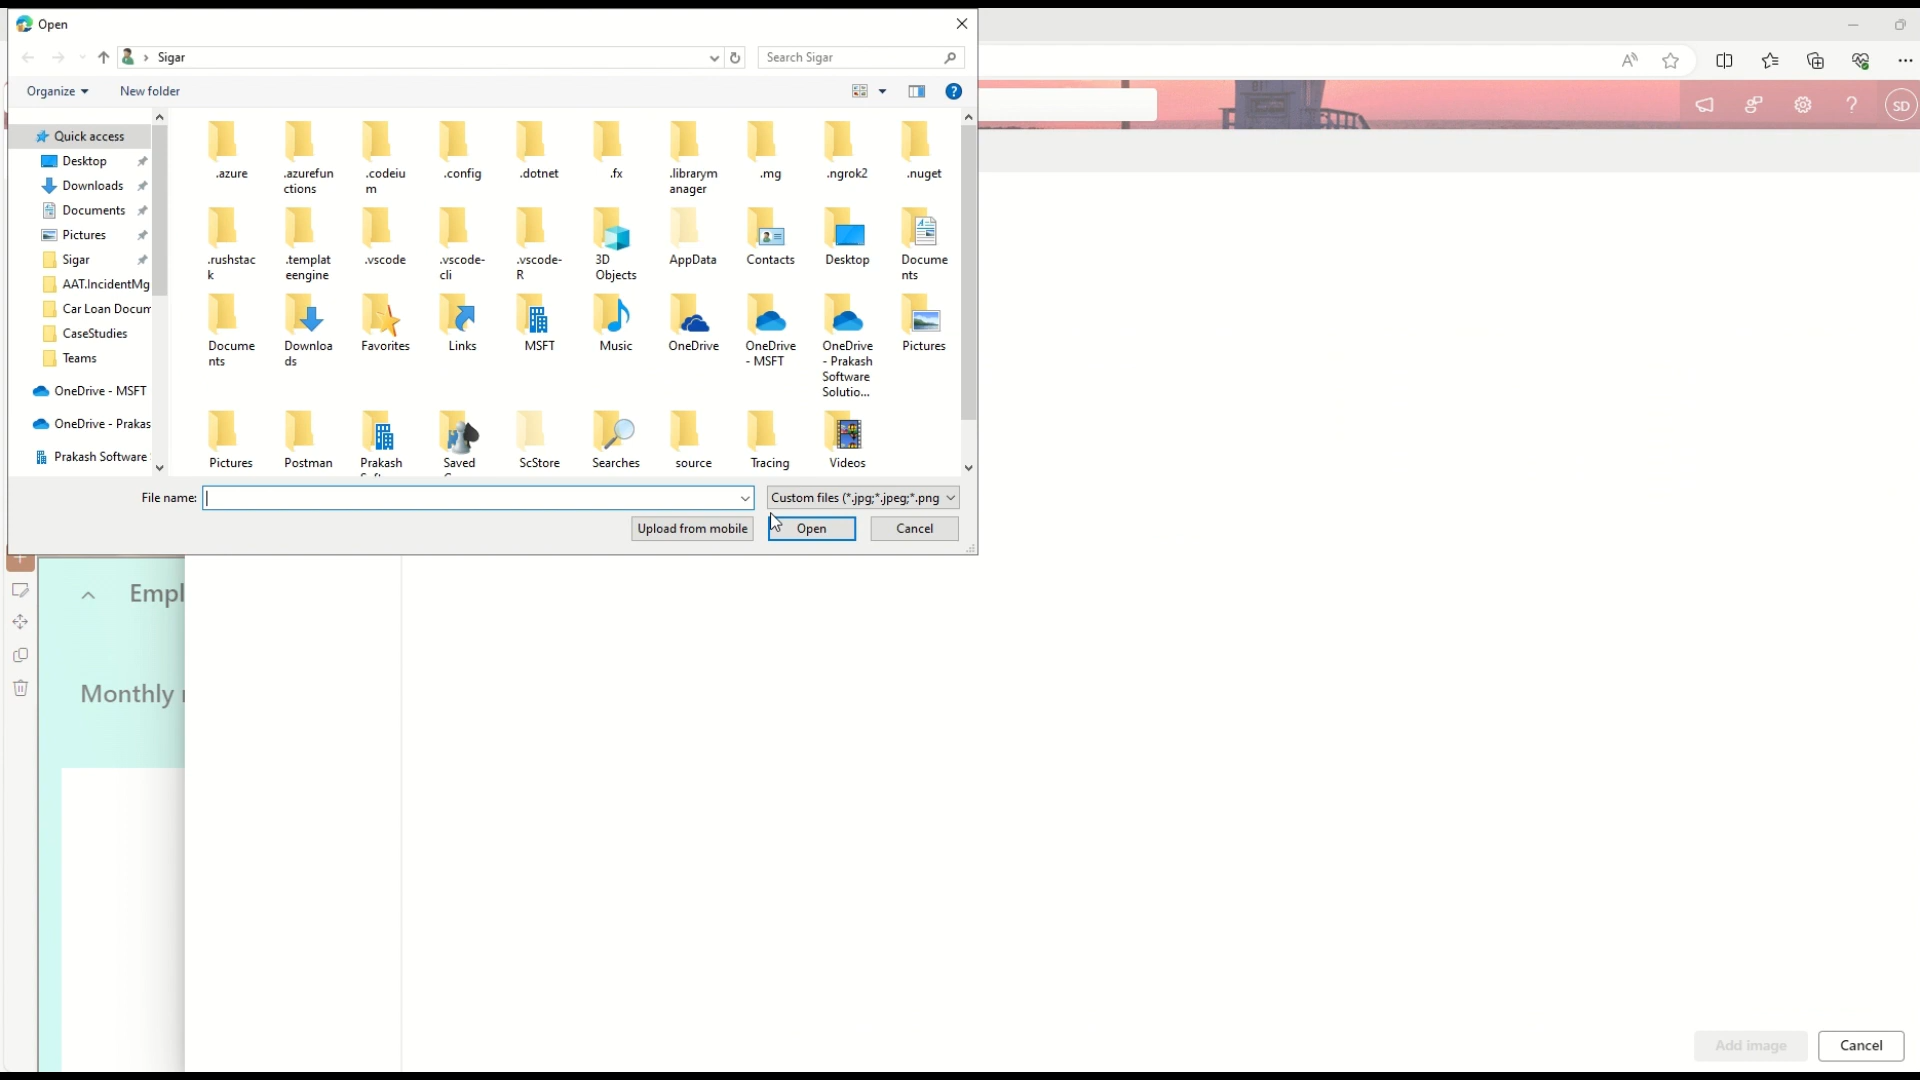 Open
Sigar
Search Sigar
Organize
New folder
Quick access
Desktop
Downloads
Documents
Pictures
Sigar
AAT.IncidentMg
Car Loan Docum
CaseStudies
Teams
OneDrive - MSFT
OneDrive - Prakas
Prakash Software
.azure
.azurefun
ctions
.codeiu
m
.config
.dotnet
.fx
.librarym
anager
.mg
.ngrok2
.nuget
.rushstac
k
.templat
eengine
.vscode
.vscode-
cli
.vscode-
R
3D
Objects
AppData
Contacts
Desktop
Docume
nts
Docume
nts
Downloa
ds
Favorites
Links
MSFT
Music
OneDrive
OneDrive
- MSFT
OneDrive
- Prakash
Software
Solutio...
Pictures
Pictures
Postman
Prakash
Saved
ScStore
Searches
source
Tracing
Videos
File name:
Custom files (*.jpg;*.jpeg;*.png
Upload from mobile
Open
Cancel
SD
Empl
Monthly
Add image
Cancel